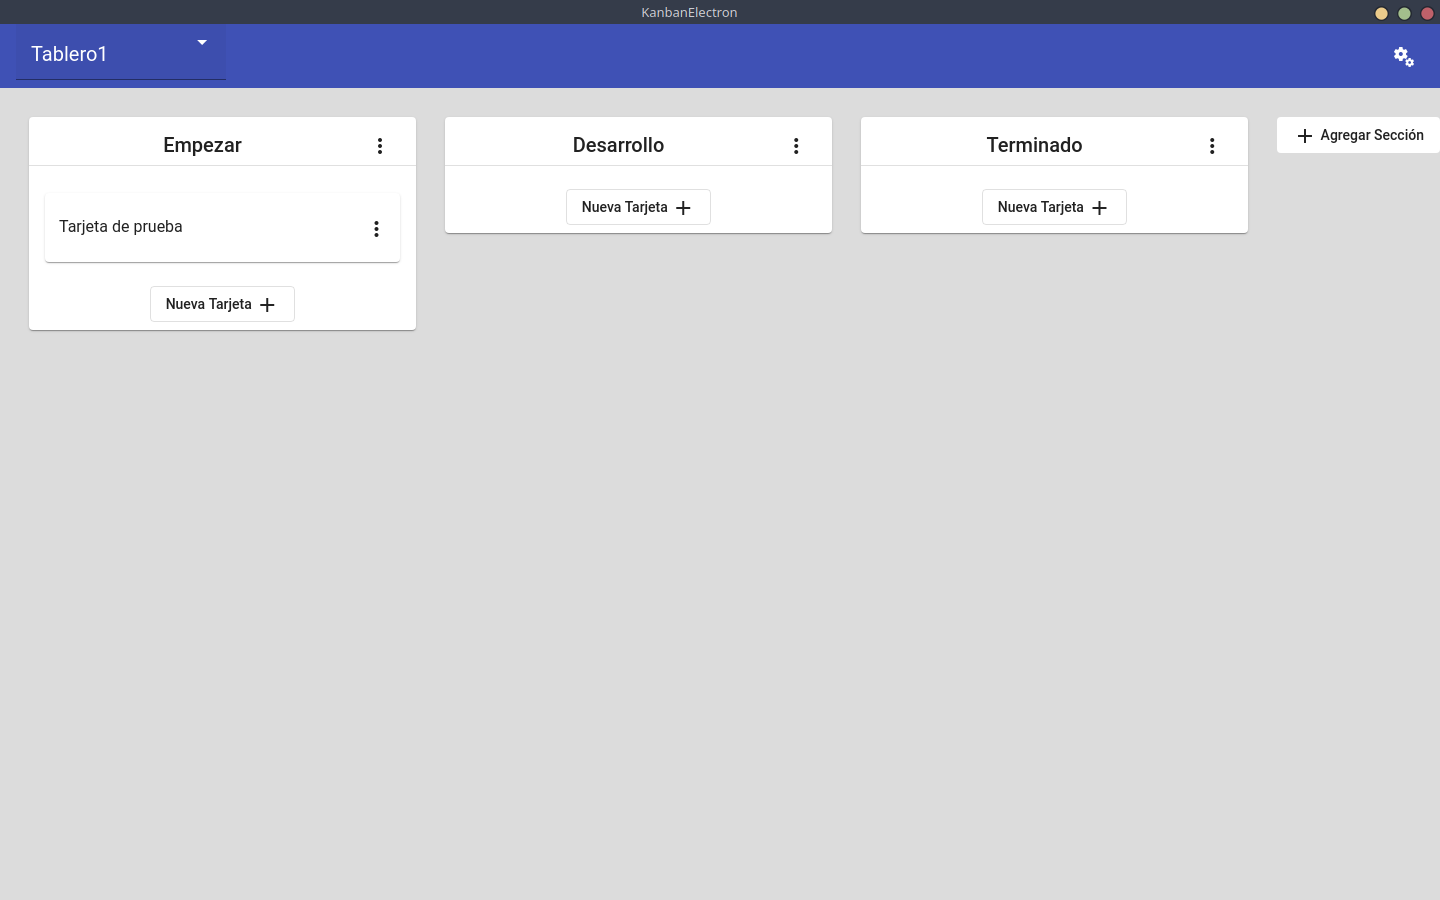 KanbanElectron
Tablero1
Empezar
Tarjeta de prueba
Nueva Tarjeta
Desarrollo
Nueva Tarjeta
Terminado
Nueva Tarjeta
Agregar Sección